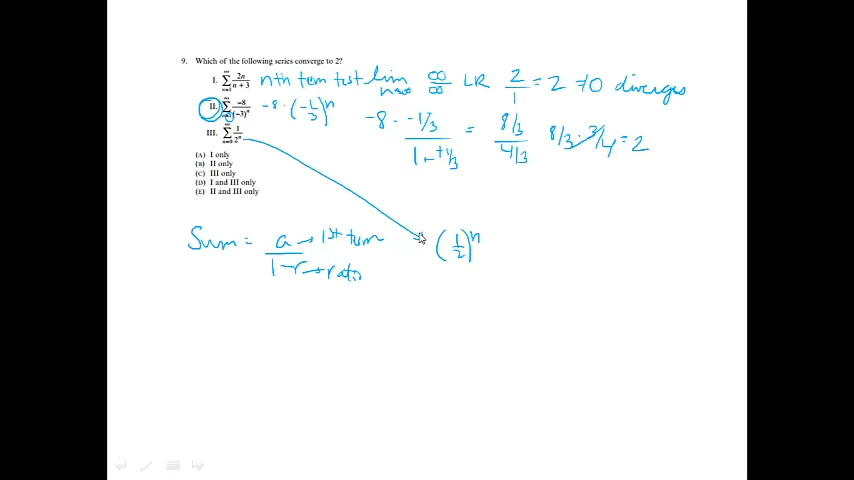 9. Which of the following series converge to 2?
I. ∞ Σ n=1 2n/n + 3 nth term test lim n→∞ ∞/∞ LR 2/1 = 2 ≠0 diverges
II. ∞ Σ n=1 -8/(-3)^n -8 · (-1/3)^n -8 · -1/3 / 1 - +1/3 = 8/3 / 4/3 8/3 · 3/4 = 2
III. ∞ Σ n=0 1/2^n
(A) I only
(B) II only
(C) III only
(D) I and III only
(E) II and III only
Sum = a → 1st term / 1-r → ratio
(1/2)^n